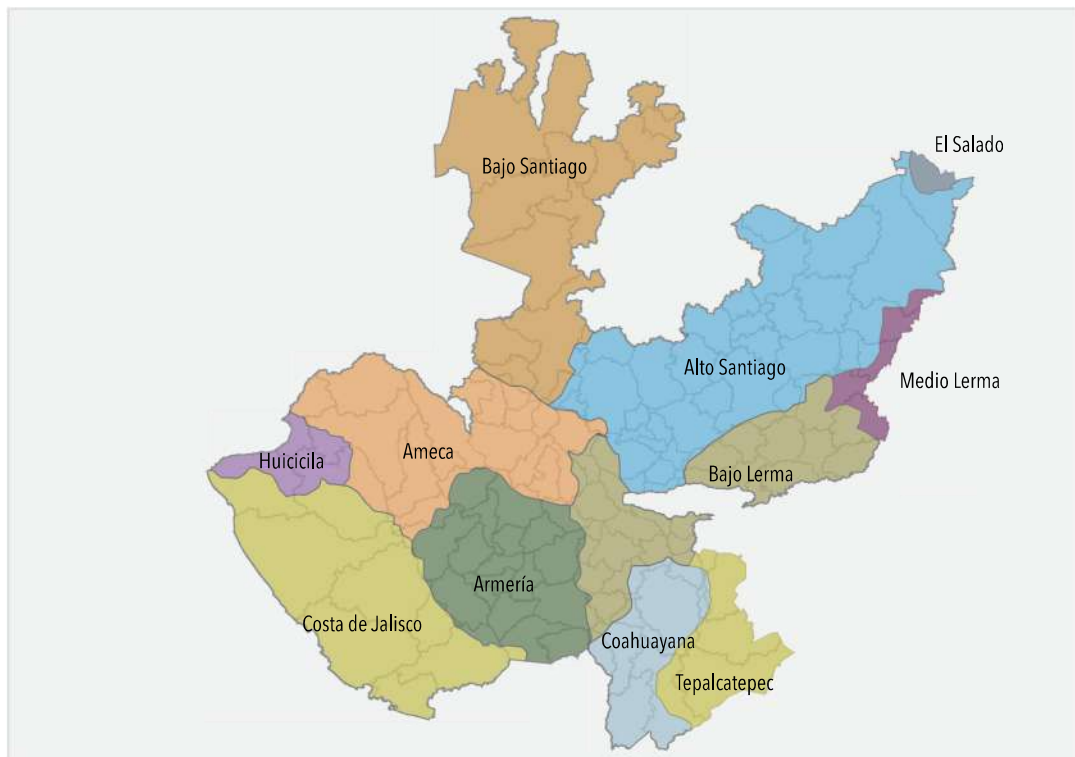 El Salado
Bajo Santiago
Alto Santiago
Medio Lerma
Ameca
Huicicila
Bajo Lerma
Armería
Costa de Jalisco
Coahuayana
Tepalcatepec